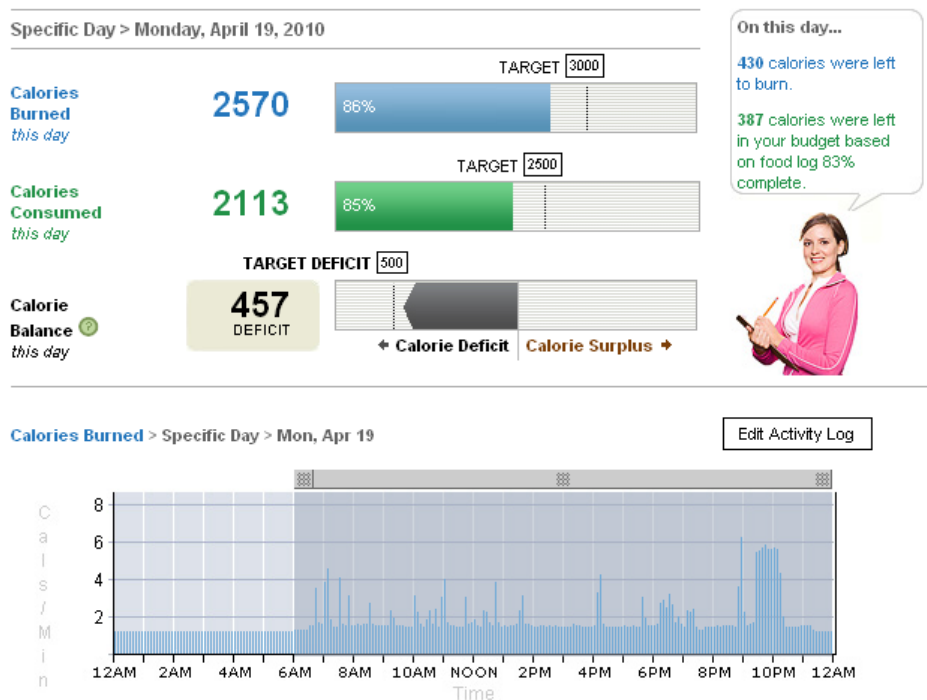 Specific Day > Monday, April 19, 2010
On this day...
430 calories were left
to burn.
387 calories were left
in your budget based
on food log 83%
complete.
TARGET 3000
Calories
Burned
this day
2570
86%
TARGET 2500
Calories
Consumed
this day
2113
85%
TARGET DEFICIT 500
Calorie
Balance ?
this day
457
DEFICIT
← Calorie Deficit
Calorie Surplus →
Calories Burned > Specific Day > Mon, Apr 19
Edit Activity Log
Cals/Min
8
6
4
2
12AM 2AM 4AM 6AM 8AM 10AM NOON 2PM 4PM 6PM 8PM 10PM 12AM
Time